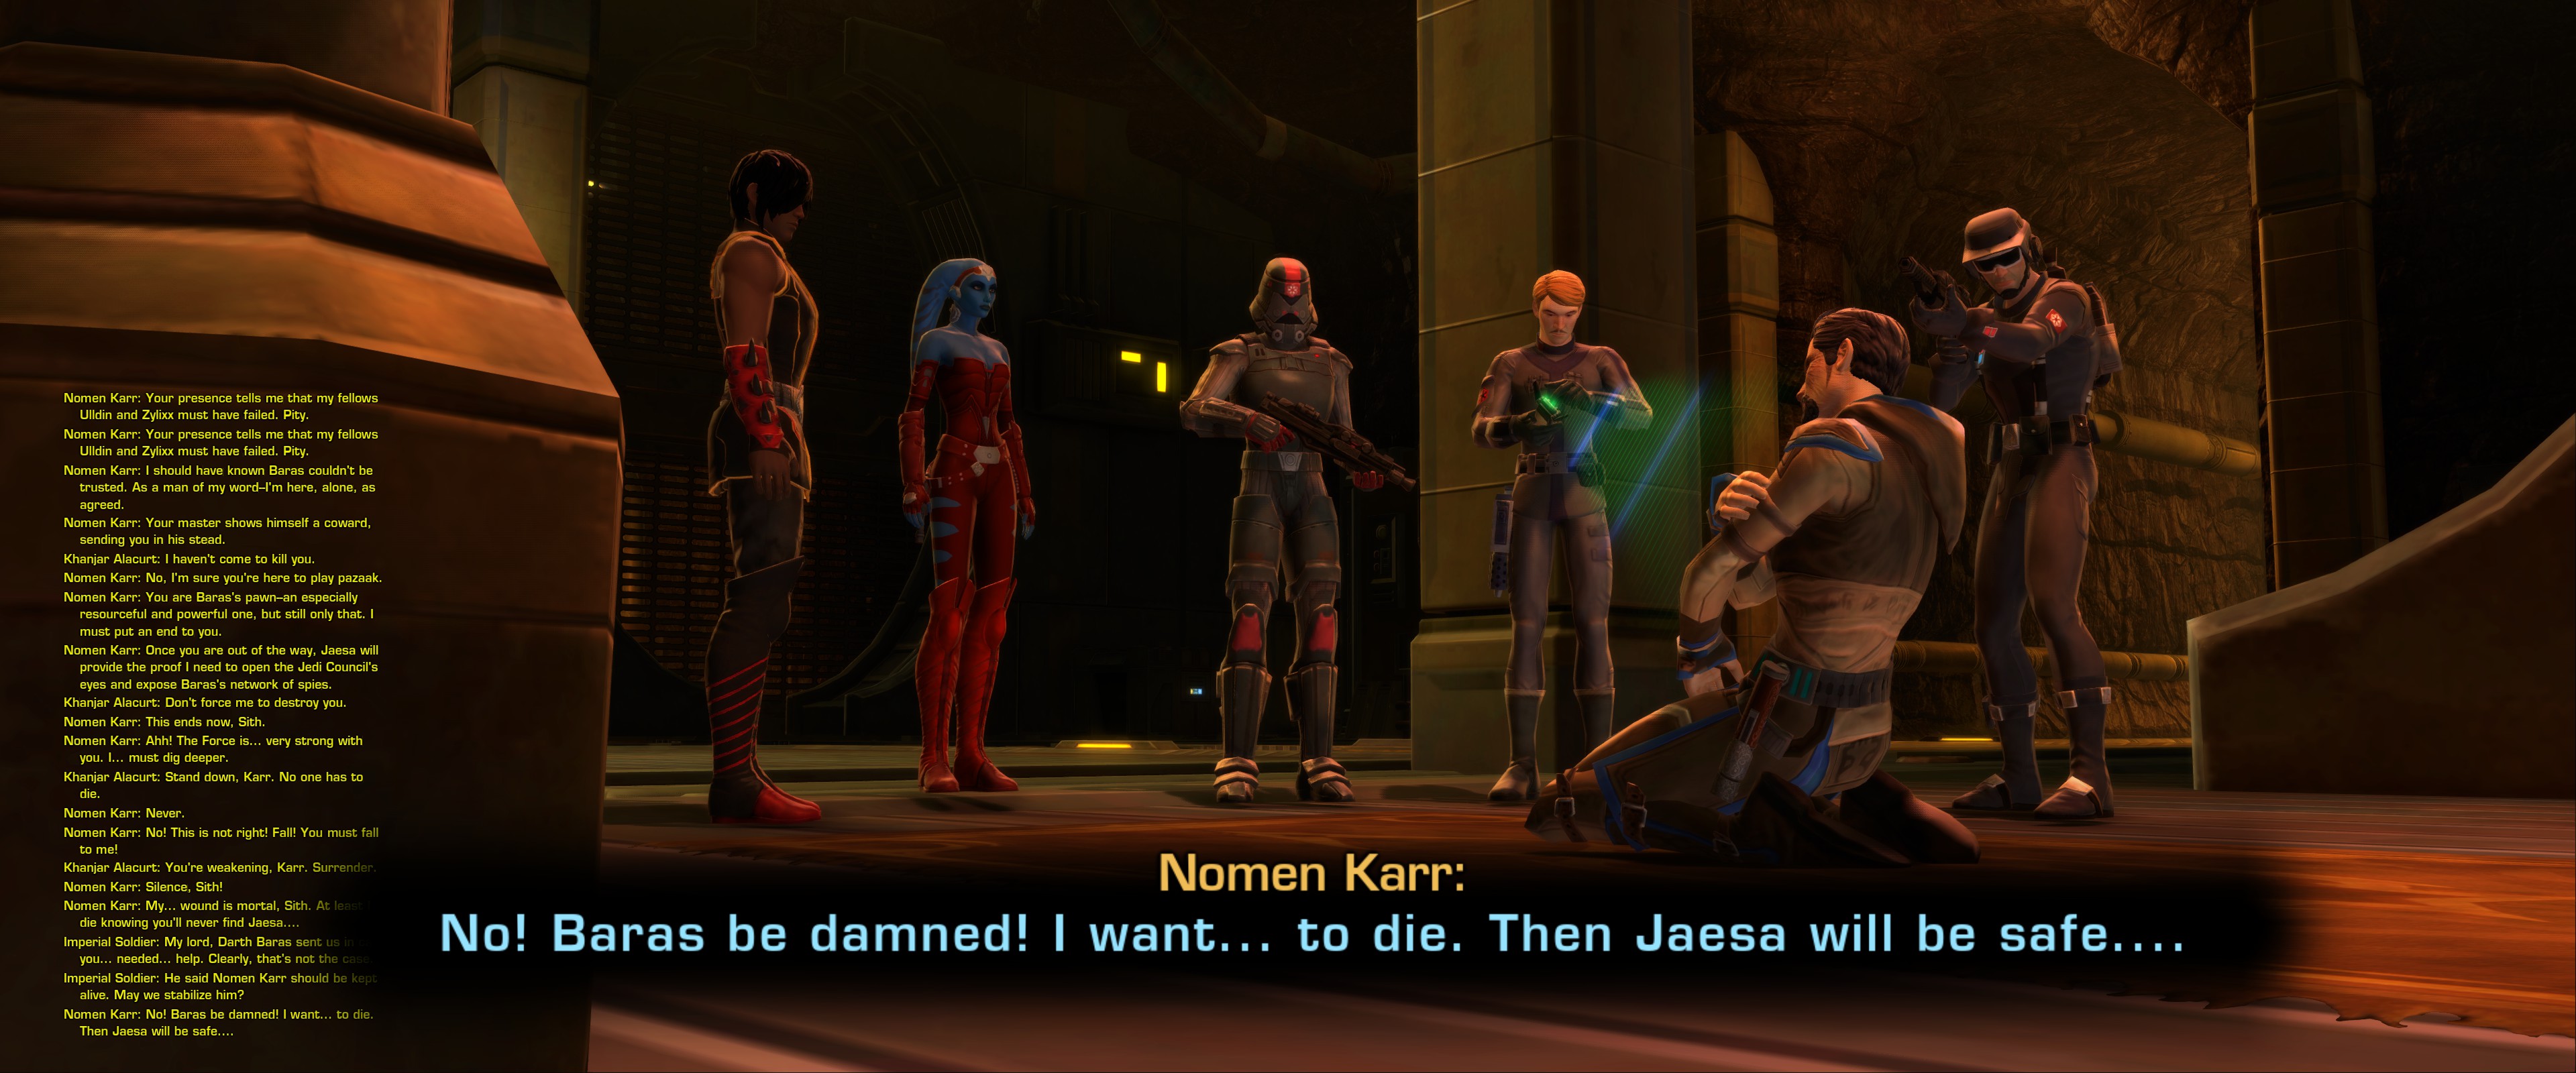 Nomen Karr: Your presence tells me that my fellows
Ulldin and Zylixx must have failed. Pity.
Nomen Karr: Your presence tells me that my fellows
Ulldin and Zylixx must have failed. Pity.
Nomen Karr: I should have known Baras couldn't be
trusted. As a man of my word–I'm here, alone, as
agreed.
Nomen Karr: Your master shows himself a coward,
sending you in his stead.
Khanjar Alacurt: I haven't come to kill you.
Nomen Karr: No, I'm sure you're here to play pazaak.
Nomen Karr: You are Baras's pawn–an especially
resourceful and powerful one, but still only that. I
must put an end to you.
Nomen Karr: Once you are out of the way, Jaesa will
provide the proof I need to open the Jedi Council's
eyes and expose Baras's network of spies.
Khanjar Alacurt: Don't force me to destroy you.
Nomen Karr: This ends now, Sith.
Nomen Karr: Ahh! The Force is... very strong with
you. I... must dig deeper.
Khanjar Alacurt: Stand down, Karr. No one has to
die.
Nomen Karr: Never.
Nomen Karr: No! This is not right! Fall! You must fall
to me!
Khanjar Alacurt: You're weakening, Karr. Surrender.
Nomen Karr: Silence, Sith!
Nomen Karr: My... wound is mortal, Sith. At least
die knowing you'll never find Jaesa....
Imperial Soldier: My lord, Darth Baras sent us in
you... needed... help. Clearly, that's not the case.
Imperial Soldier: He said Nomen Karr should be kept
alive. May we stabilize him?
Nomen Karr: No! Baras be damned! I want... to die.
Then Jaesa will be safe....
Nomen Karr:
No! Baras be damned! I want... to die. Then Jaesa will be safe....